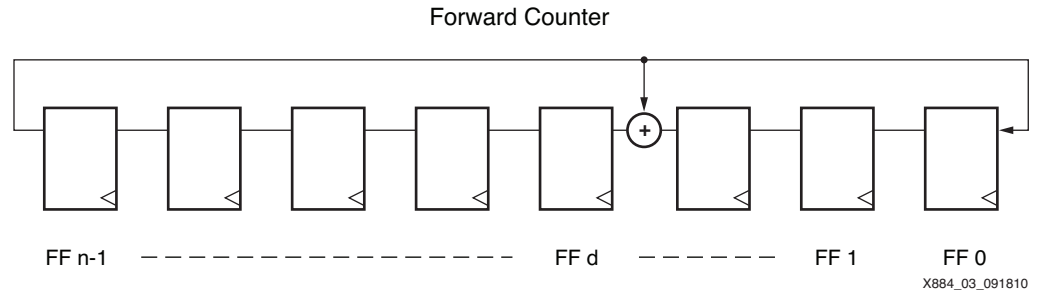 Forward Counter
+
FF n-1 — — — — — — — — — — — — — — — FF d — — — — — — FF 1 FF 0
X884_03_091810